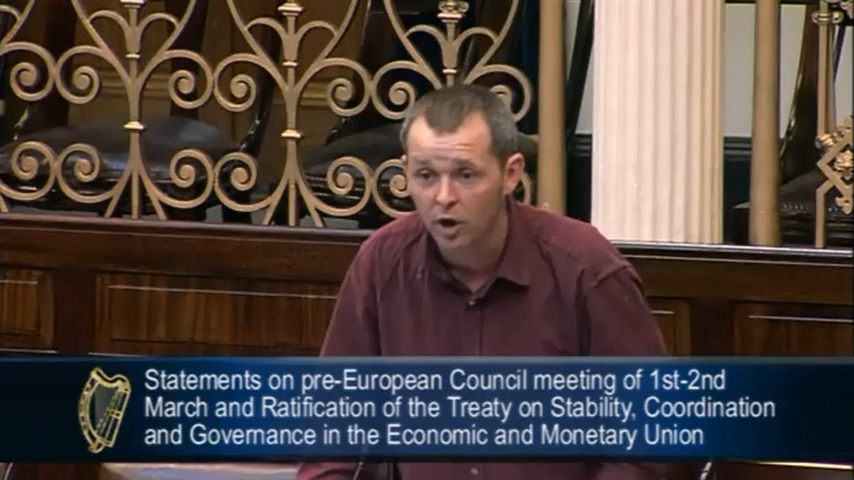 Statements on pre-European Council meeting of 1st-2nd
March and Ratification of the Treaty on Stability, Coordination
and Governance in the Economic and Monetary Union